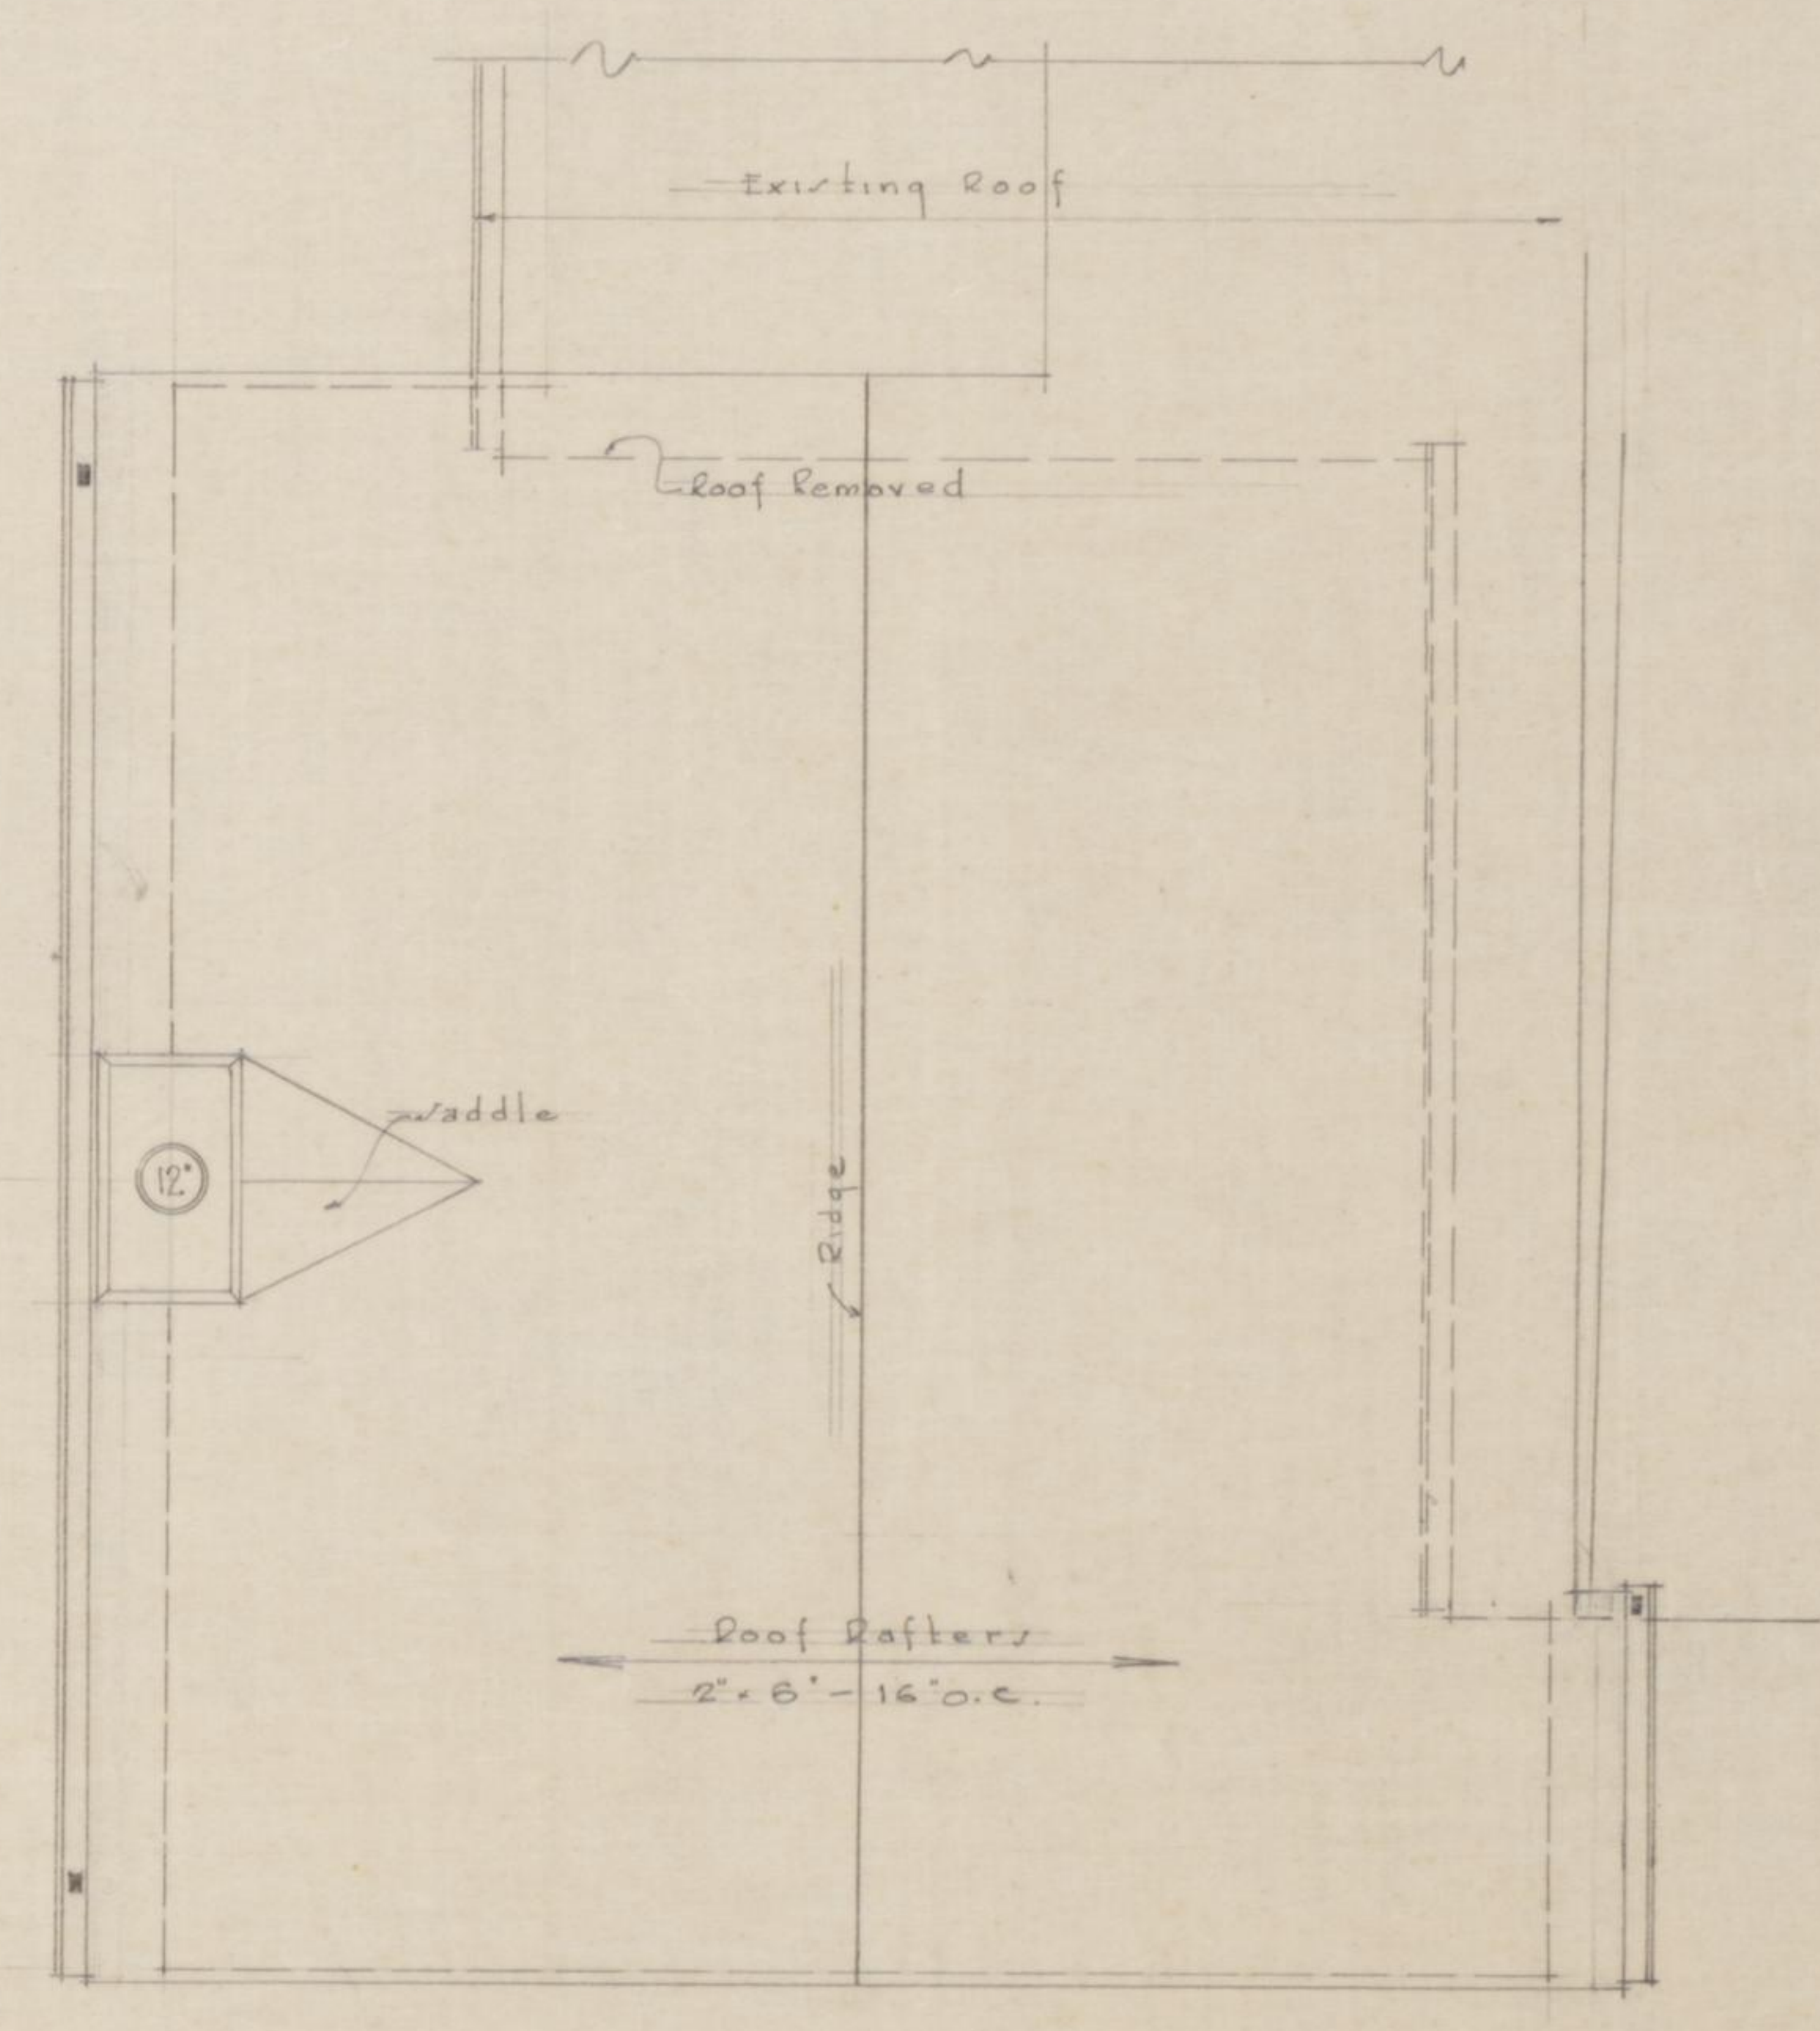 Existing Roof
Roof Removed
Saddle
12"
Ridge
Roof Rafters
2" x 6" - 16" o.c.